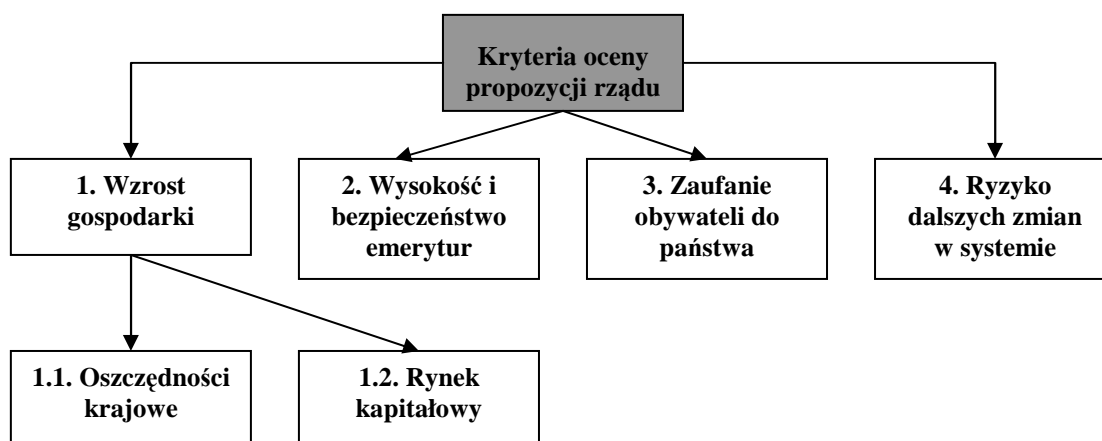 Kryteria oceny
propozycji rządu
1. Wzrost
gospodarki
2. Wysokość i
bezpieczeństwo
emerytur
3. Zaufanie
obywateli do
państwa
4. Ryzyko
dalszych zmian
w systemie
1.1. Oszczędności
krajowe
1.2. Rynek
kapitałowy